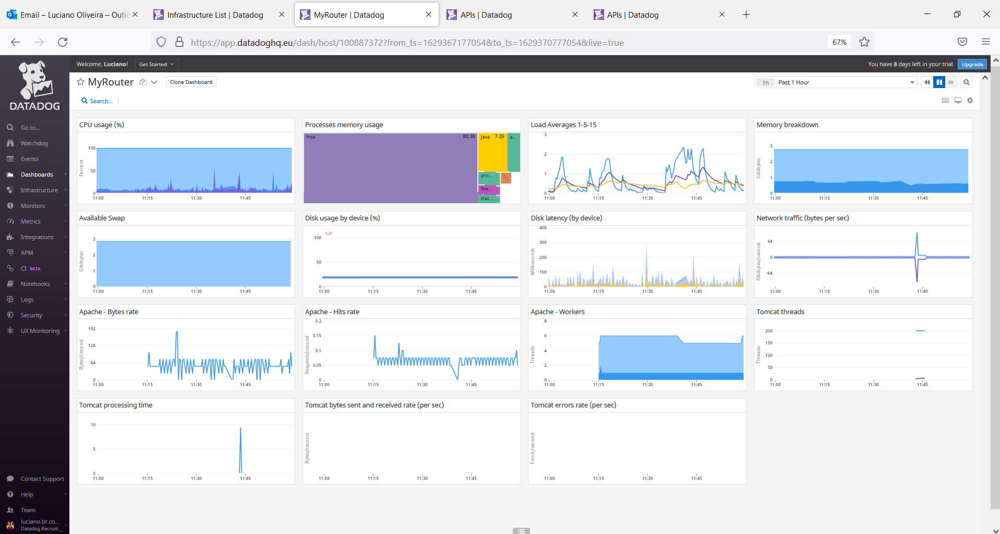 Email – Luciano Oliveira – Outlo
Infrastructure List | Datadog
MyRouter | Datadog
APIs | Datadog
APIs | Datadog
https://app.datadoghq.eu/dash/host/100887372?from_ts=1629367177054&to_ts=1629370777054&live=true
67%
DATADOG
Go to...
Watchdog
Events
Dashboards
Infrastructure
Monitors
Metrics
Integrations
APM
CI BETA
Notebooks
Logs
Security
UX Monitoring
Contact Support
Help
Team
luciano.br.co...
Datadog Recruiti...
Welcome, Luciano!
Get Started
You have 8 days left in your trial.
Upgrade
MyRouter
Clone Dashboard
1h Past 1 Hour
Search...
CPU usage (%)
Percent
100
50
0
11:00 11:15 11:30 11:45
Processes memory usage
free 80.38
java 7.25
a...
pro... .
...
fire... .
trac...
Load Averages 1-5-15
3
2
1
0
11:00 11:15 11:30 11:45
Memory breakdown
Gibibytes
3
2
1
0
11:00 11:15 11:30 11:45
Available Swap
Gibibytes
3
2
1
0
11:00 11:15 11:30 11:45
Disk usage by device (%)
full
100
50
0
11:00 11:15 11:30 11:45
Disk latency (by device)
Milliseconds
400
300
200
100
0
11:00 11:15 11:30 11:45
Network traffic (bytes per sec)
Kibibytes/second
64
0
-64
11:00 11:15 11:30 11:45
Apache - Bytes rate
Bytes/second
192
128
64
0
11:00 11:15 11:30 11:45
Apache - Hits rate
Requests/second
0.2
0.15
0.1
0.05
0
11:00 11:15 11:30 11:45
Apache - Workers
Threads
8
6
4
2
0
11:00 11:15 11:30 11:45
Tomcat threads
Threads
200
150
100
50
0
11:00 11:15 11:30 11:45
Tomcat processing time
10
5
0
11:00 11:15 11:30 11:45
Tomcat bytes sent and received rate (per sec)
Bytes/second
11:00 11:15 11:30 11:45
Tomcat errors rate (per sec)
Errors/second
11:00 11:15 11:30 11:45